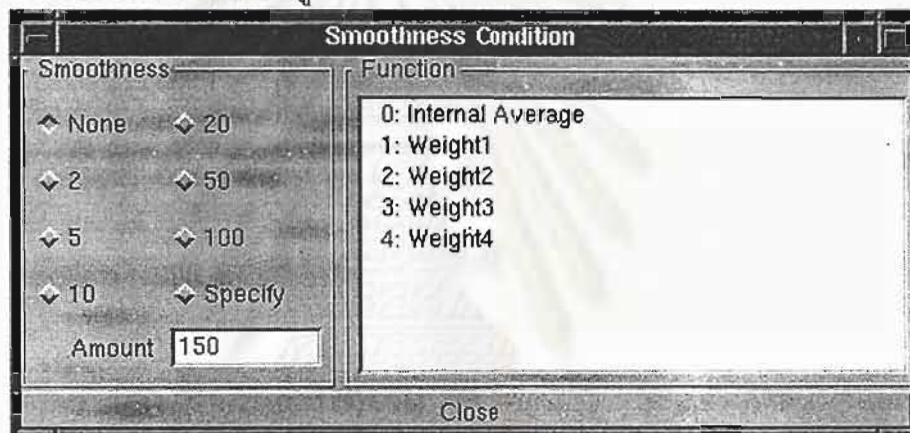 Smoothness Condition
Smoothness
None
20
2
50
5
100
10
Specify
Amount
150
Function
0: Internal Average
1: Weight1
2: Weight2
3: Weight3
4: Weight4
Close